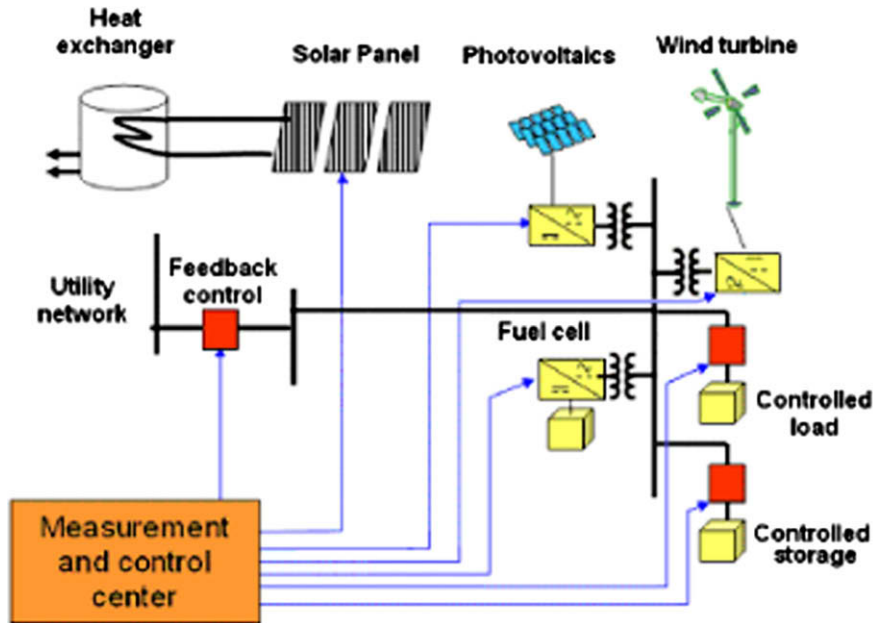 Heat
exchanger
Solar Panel
Photovoltaics
Wind turbine
Utility
network
Feedback
control
Fuel cell
Controlled
load
Measurement
and control
center
Controlled
storage